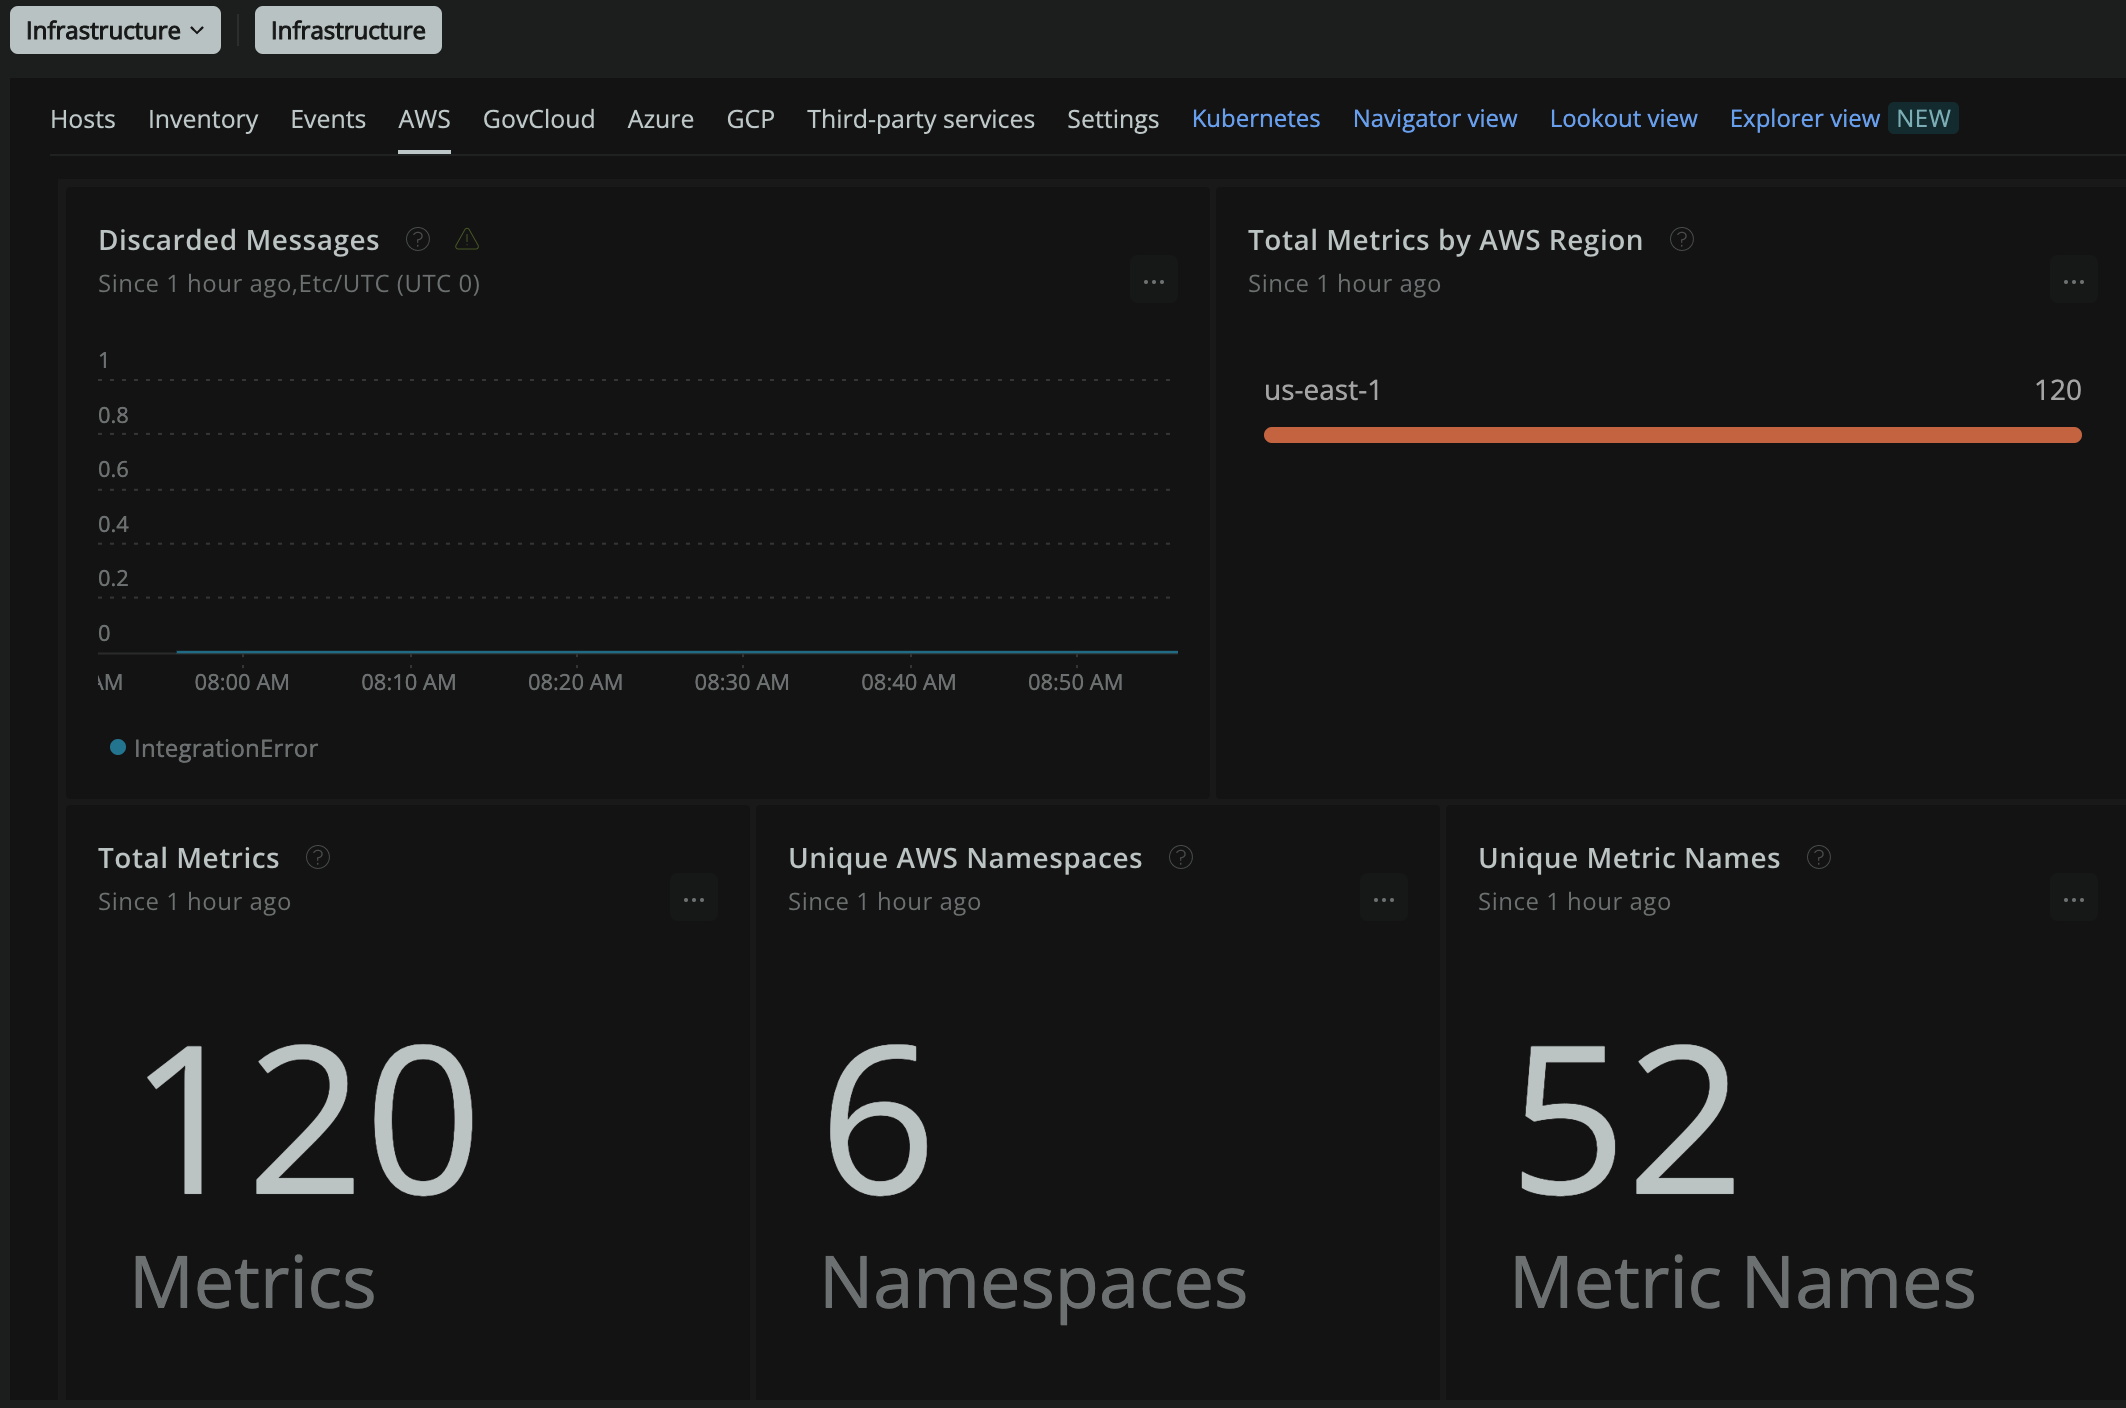 Infrastructure
Infrastructure
Hosts Inventory Events AWS GovCloud Azure GCP Third-party services Settings Kubernetes Navigator view Lookout view Explorer view NEW
Discarded Messages
Since 1 hour ago,Etc/UTC (UTC 0)
1
0.8
0.6
0.4
0.2
0
AM 08:00 AM 08:10 AM 08:20 AM 08:30 AM 08:40 AM 08:50 AM
IntegrationError
Total Metrics by AWS Region
Since 1 hour ago
us-east-1 120
Total Metrics
Since 1 hour ago
120
Metrics
Unique AWS Namespaces
Since 1 hour ago
6
Namespaces
Unique Metric Names
Since 1 hour ago
52
Metric Names